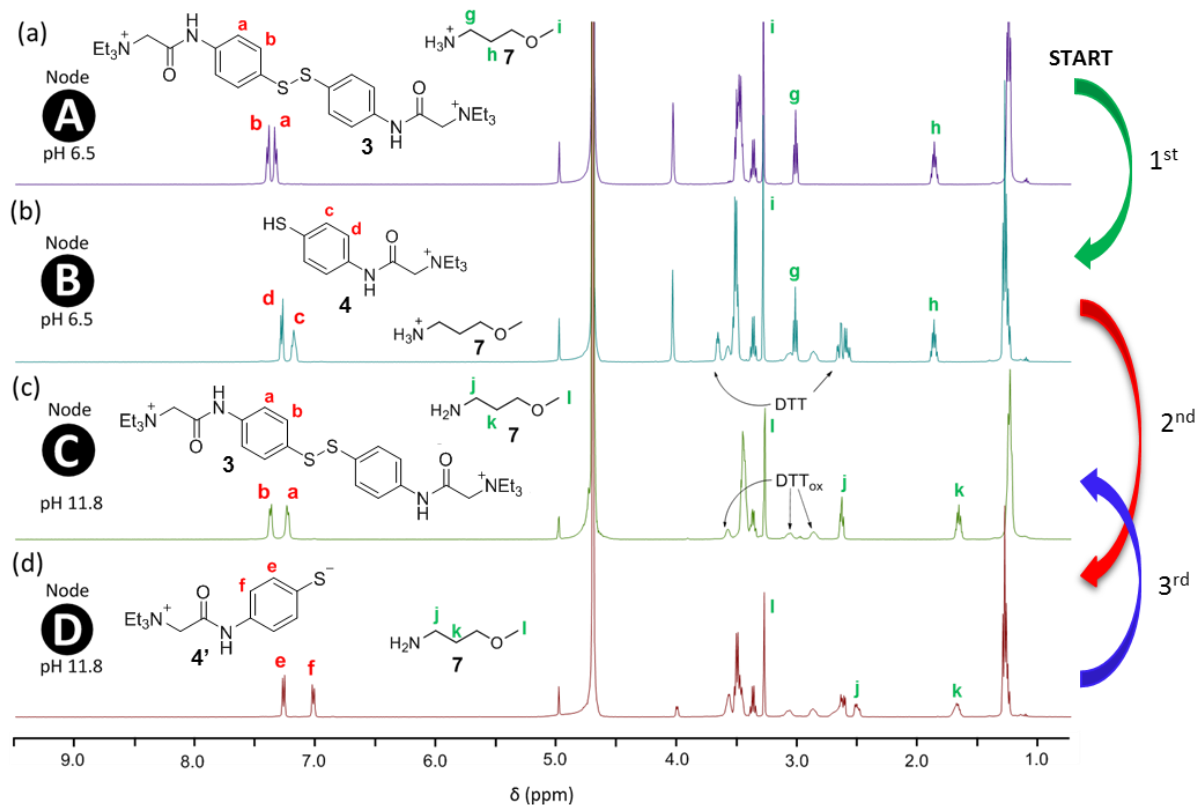 (a)
Node
A
pH 6.5
Et3N+
O
N
H
a
b
S
S
O
N
H
+
NEt3
3
g
+
H3N
h
7
O
i
b
a
i
g
h
START
1st
(b)
Node
B
pH 6.5
HS
c
d
O
N
H
+
NEt3
4
+
H3N
O
7
d
c
i
g
h
DTT
2nd
(c)
Node
C
pH 11.8
+
Et3N
H
N
O
a
b
3
S
S
O-
N
H
+
NEt3
j
H2N
k
7
O
l
b
a
l
DTTox
j
k
3rd
(d)
Node
D
pH 11.8
+
Et3N
O
N
H
f
e
S-
4'
j
H2N
k
7
O
l
e
f
l
j
k
9.0 8.0 7.0 6.0 5.0 4.0 3.0 2.0 1.0
δ (ppm)